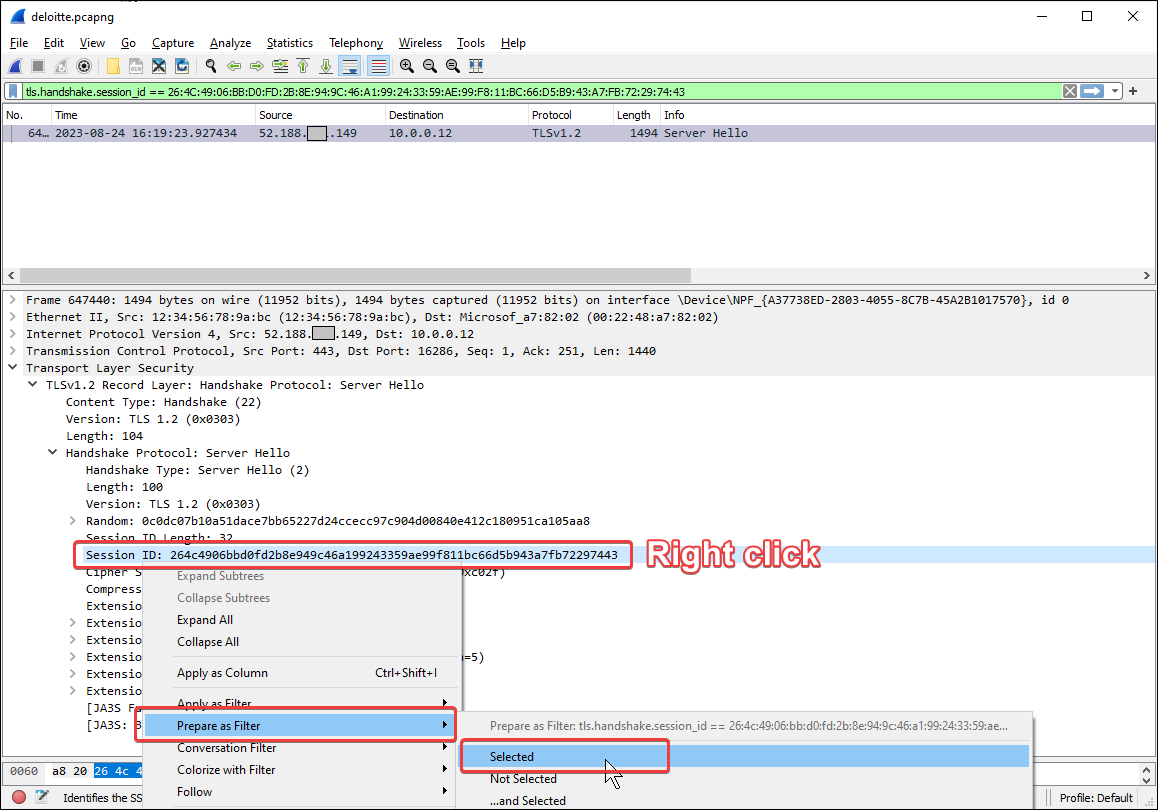 deloitte.pcapng
File Edit View Go Capture Analyze Statistics Telephony Wireless Tools Help
tls.handshake.session_id == 26:4C:49:06:BB:D0:FD:2B:8E:94:9C:46:A1:99:24:33:59:AE:99:F8:11:BC:66:D5:B9:43:A7:FB:72:29:74:43
No. Time Source Destination Protocol Length Info
64… 2023-08-24 16:19:23.927434 52.188. .149 10.0.0.12 TLSv1.2 1494 Server Hello
Frame 647440: 1494 bytes on wire (11952 bits), 1494 bytes captured (11952 bits) on interface \Device\NPF_{A37738ED-2803-4055-8C7B-45A2B1017570}, id 0
Ethernet II, Src: 12:34:56:78:9a:bc (12:34:56:78:9a:bc), Dst: Microsof_a7:82:02 (00:22:48:a7:82:02)
Internet Protocol Version 4, Src: 52.188. .149, Dst: 10.0.0.12
Transmission Control Protocol, Src Port: 443, Dst Port: 16286, Seq: 1, Ack: 251, Len: 1440
Transport Layer Security
TLSv1.2 Record Layer: Handshake Protocol: Server Hello
Content Type: Handshake (22)
Version: TLS 1.2 (0x0303)
Length: 104
Handshake Protocol: Server Hello
Handshake Type: Server Hello (2)
Length: 100
Version: TLS 1.2 (0x0303)
Random: 0c0dc07b10a51dace7bb65227d24ccecc97c904d00840e412c180951ca105aa8
Session ID Length: 32
Session ID: 264c4906bbd0fd2b8e949c46a199243359ae99f811bc66d5b943a7fb72297443 Right click
Cipher S xc02f)
Expand Subtrees
Compress
Collapse Subtrees
Extensio
Expand All
Extensio
Collapse All
Extensio
Extensio =5)
Apply as Column Ctrl+Shift+I
Extensio
Extensio
Apply as Filter
[JA3S Fu
Prepare as Filter
[JA3S: 8
Prepare as Filter: tls.handshake.session_id == 26:4c:49:06:bb:d0:fd:2b:8e:94:9c:46:a1:99:24:33:59:ae...
Conversation Filter
Selected
Colorize with Filter
Not Selected
Follow
...and Selected
0060 a8 20 26 4c 4
Identifies the SS
Profile: Default